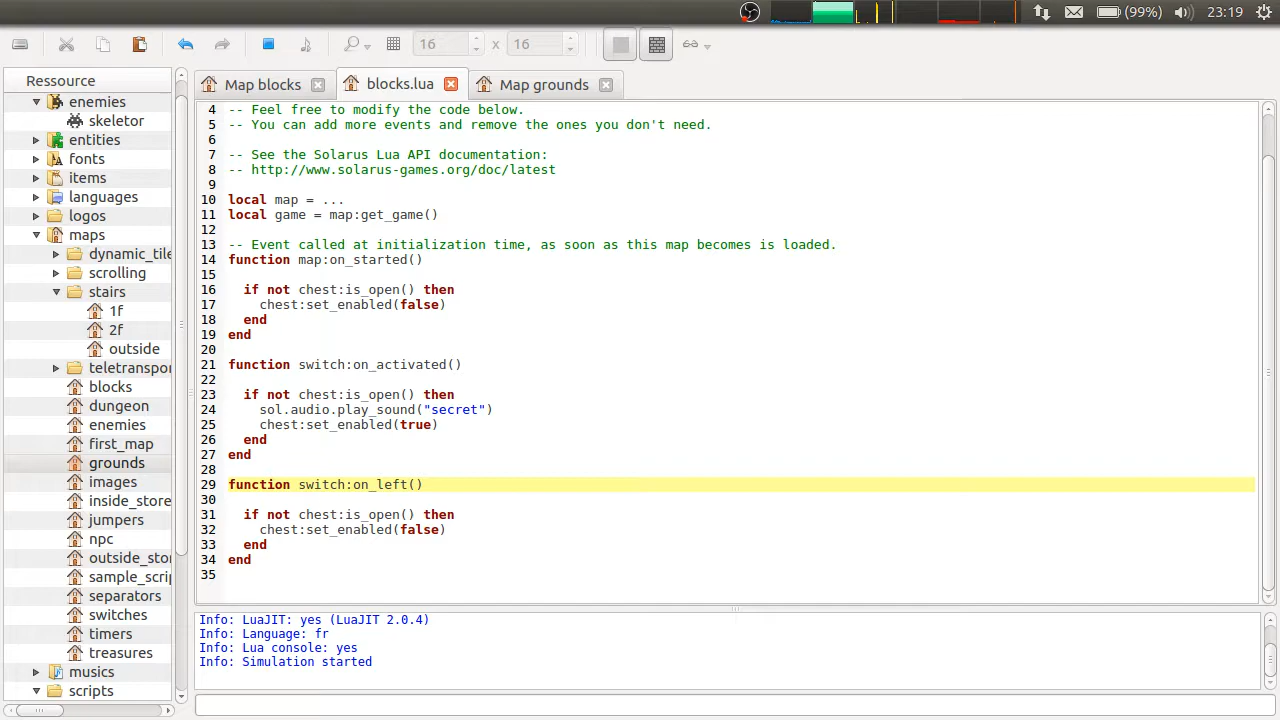 (99%)
23:19
16
x
16
Ressource
enemies
skeletor
entities
fonts
items
languages
logos
maps
dynamic_tile
scrolling
stairs
1f
2f
outside
teletranspor
blocks
dungeon
enemies
first_map
grounds
images
inside_store
jumpers
npc
outside_stor
sample_scrip
separators
switches
timers
treasures
musics
scripts
Map blocks
blocks.lua
Map grounds
4 -- Feel free to modify the code below.
5 -- You can add more events and remove the ones you don't need.
6
7 -- See the Solarus Lua API documentation:
8 -- http://www.solarus-games.org/doc/latest
9
10 local map = ...
11 local game = map:get_game()
12
13 -- Event called at initialization time, as soon as this map becomes is loaded.
14 function map:on_started()
15
16 if not chest:is_open() then
17 chest:set_enabled(false)
18 end
19 end
20
21 function switch:on_activated()
22
23 if not chest:is_open() then
24 sol.audio.play_sound("secret")
25 chest:set_enabled(true)
26 end
27 end
28
29 function switch:on_left()
30
31 if not chest:is_open() then
32 chest:set_enabled(false)
33 end
34 end
35
Info: LuaJIT: yes (LuaJIT 2.0.4)
Info: Language: fr
Info: Lua console: yes
Info: Simulation started